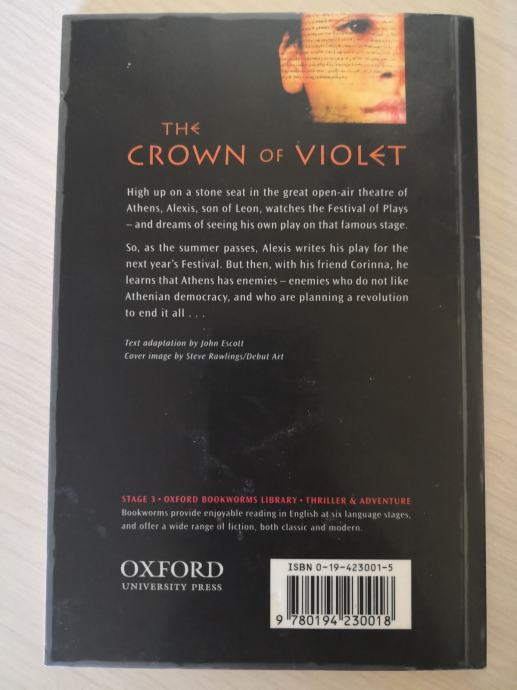 THE
CROWN OF VIOLET
High up on a stone seat in the great open-air theatre of
Athens, Alexis, son of Leon, watches the Festival of Plays
– and dreams of seeing his own play on that famous stage.
So, as the summer passes, Alexis writes his play for the
next year's Festival. But then, with his friend Corinna, he
learns that Athens has enemies – enemies who do not like
Athenian democracy, and who are planning a revolution
to end it all . . .
Text adaptation by John Escott
Cover image by Steve Rawlings/Debut Art
STAGE 3 • OXFORD BOOKWORMS LIBRARY • THRILLER & ADVENTURE
Bookworms provide enjoyable reading in English at six language stages,
and offer a wide range of fiction, both classic and modern.
OXFORD
UNIVERSITY PRESS
ISBN 0-19-423001-5
9 780194 230018